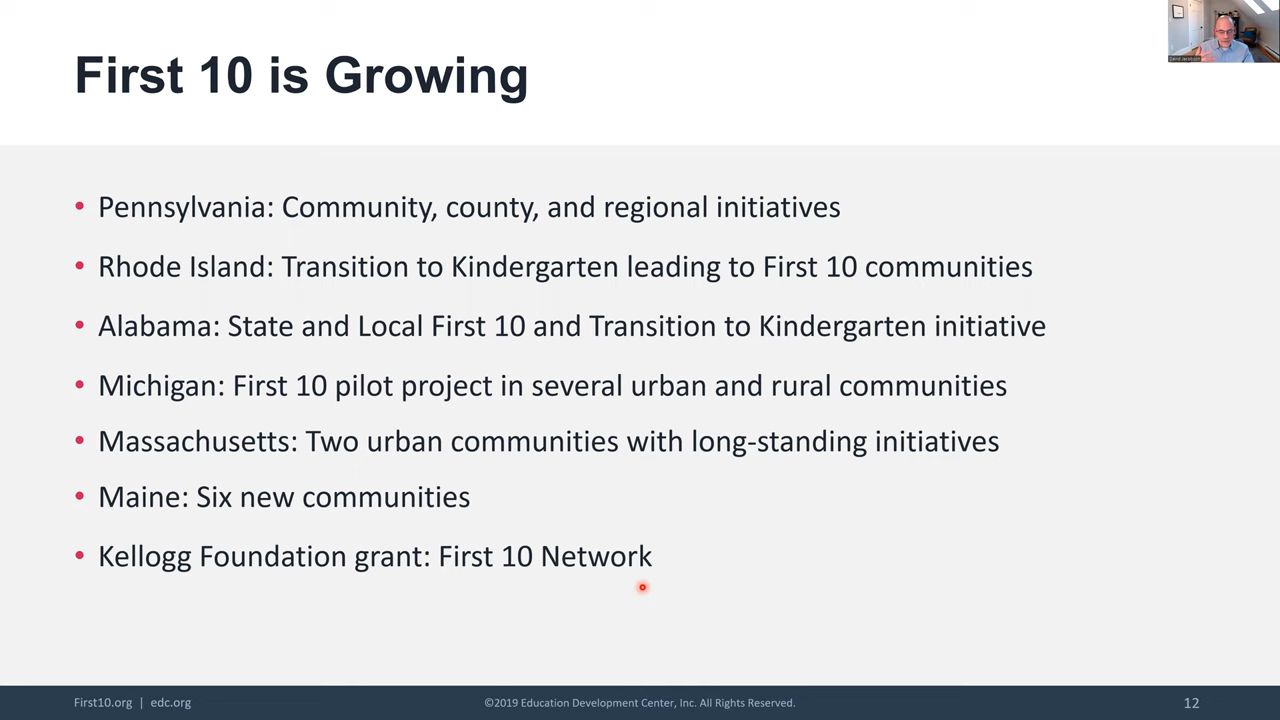 First 10 is Growing
• Pennsylvania: Community, county, and regional initiatives
• Rhode Island: Transition to Kindergarten leading to First 10 communities
• Alabama: State and Local First 10 and Transition to Kindergarten initiative
• Michigan: First 10 pilot project in several urban and rural communities
• Massachusetts: Two urban communities with long-standing initiatives
• Maine: Six new communities
• Kellogg Foundation grant: First 10 Network
First10.org | edc.org
©2019 Education Development Center, Inc. All Rights Reserved.
12